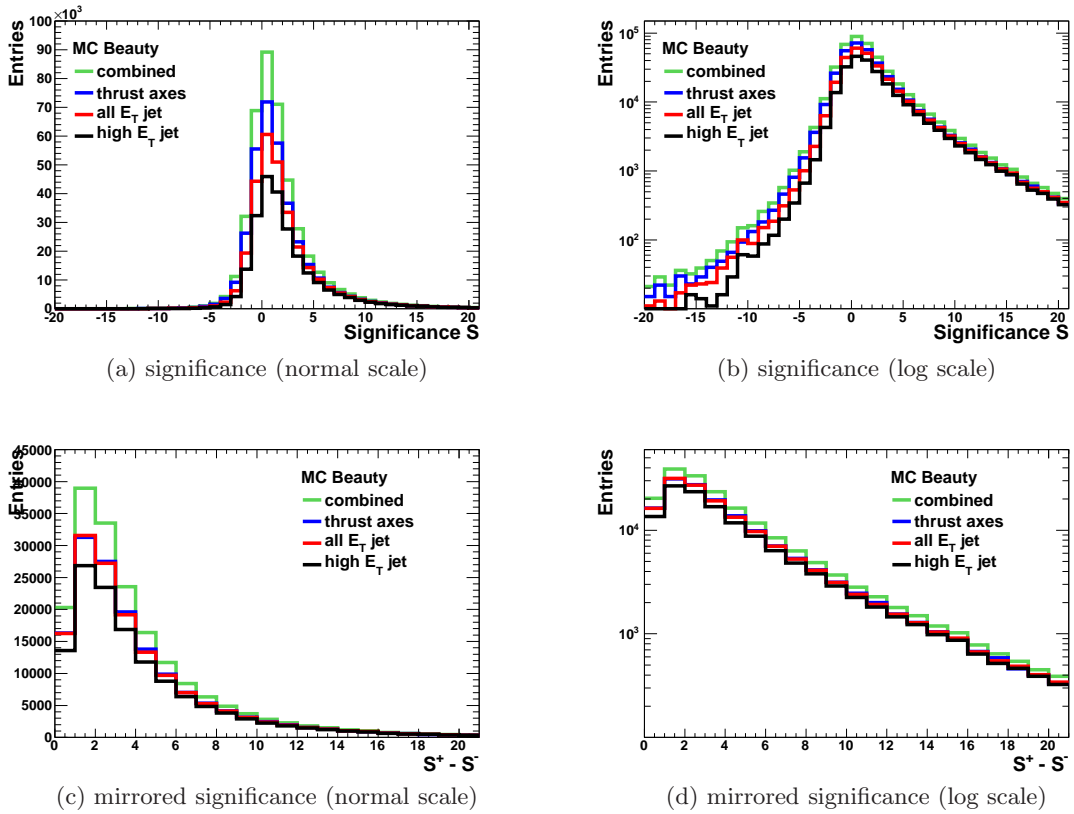 ×10³
Entries
100
90
80
70
60
50
40
30
20
10
0
MC Beauty
combined
thrust axes
all E_T jet
high E_T jet
-20 -15 -10 -5 0 5 10 15 20
Significance S
(a) significance (normal scale)
Entries
10⁵
10⁴
10³
10²
MC Beauty
combined
thrust axes
all E_T jet
high E_T jet
-20 -15 -10 -5 0 5 10 15 20
Significance S
(b) significance (log scale)
Entries
45000
40000
35000
30000
25000
20000
15000
10000
5000
0
MC Beauty
combined
thrust axes
all E_T jet
high E_T jet
0 2 4 6 8 10 12 14 16 18 20
S⁺ - S⁻
(c) mirrored significance (normal scale)
Entries
10⁴
10³
MC Beauty
combined
thrust axes
all E_T jet
high E_T jet
0 2 4 6 8 10 12 14 16 18 20
S⁺ - S⁻
(d) mirrored significance (log scale)